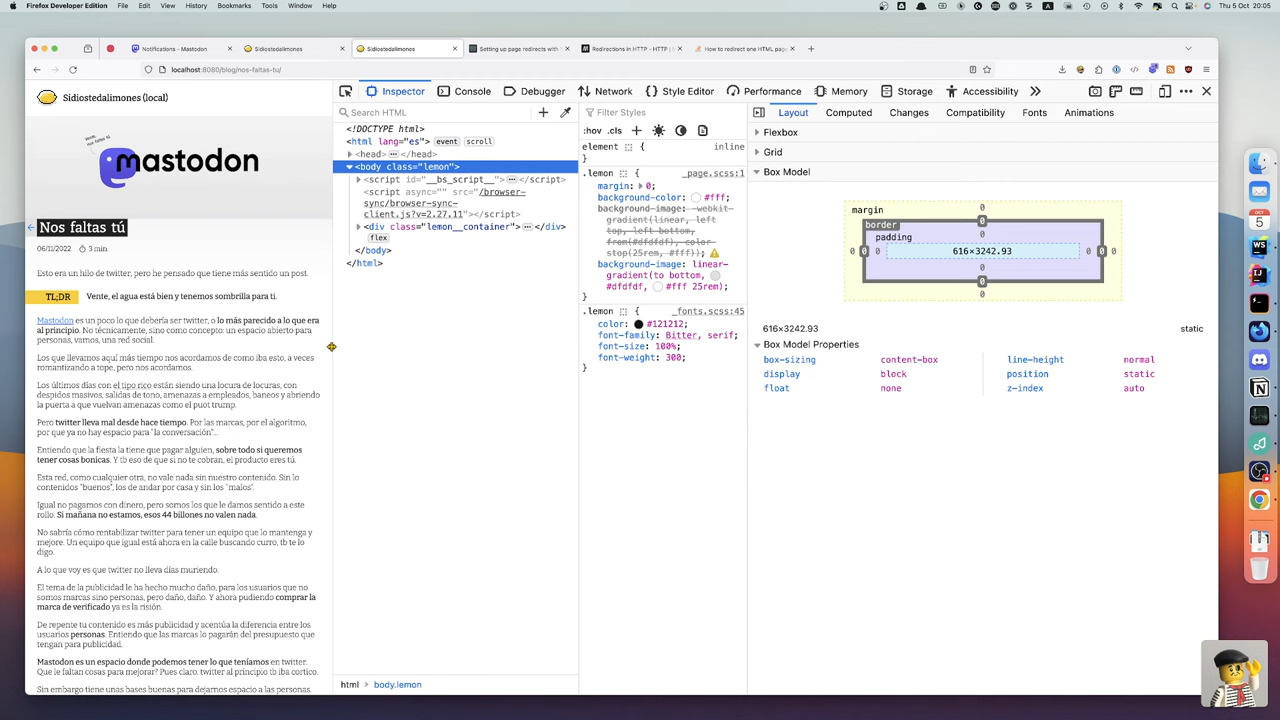 Firefox Developer Edition File Edit View History Bookmarks Tools Window Help
Thu 5 Oct 20:05
Notifications - Mastodon
Sidiostedalimones
Sidiostedalimones
Setting up page redirects with
Redirections in HTTP - HTTP | M
How to redirect one HTML page
localhost:8080/blog/nos-faltas-tu/
Sidiostedalimones (local)
mastodon
Nos faltas tú
06/11/2022 3 min.
Esto era un hilo de twitter, pero he pensado que tiene más sentido un post.
TL;DR Vente, el agua está bien y tenemos sombrilla para ti.
Mastodon es un poco lo que debería ser twitter, o lo más parecido a lo que era
al principio. No técnicamente, sino como concepto: un espacio abierto para
personas, vamos, una red social.
Los que llevamos aquí más tiempo nos acordamos de como iba esto, a veces
romantizando a tope, pero nos acordamos.
Los últimos días con el tipo rico están siendo una locura de locuras, con
despidos masivos, salidas de tono, amenazas a empleados, baneos y abriendo
la puerta a que vuelvan amenazas como el puot trump.
Pero twitter lleva mal desde hace tiempo. Por las marcas, por el algoritmo,
por que ya no hay espacio para "la conversación"...
Entiendo que la fiesta la tiene que pagar alguien, sobre todo si queremos
tener cosas bonicas. Y tb eso de que si no te cobran, el producto eres tú.
Esta red, como cualquier otra, no vale nada sin nuestro contenido. Sin lo
contenidos "buenos", los de andar por casa y sin los "malos".
Igual no pagamos con dinero, pero somos los que le damos sentido a este
rollo. Si mañana no estamos, esos 44 billones no valen nada.
No sabría cómo rentabilizar twitter para tener un equipo que lo mantenga y
mejore. Un equipo que igual está ahora en la calle buscando curro, tb te lo
digo.
A lo que voy es que twitter no lleva días muriendo.
El tema de la publicidad le ha hecho mucho daño, para los usuarios que no
somos marcas sino personas, pero daño, daño. Y ahora pudiendo comprar la
marca de verificado ya es la risión.
De repente tu contenido es más publicidad y acentúa la diferencia entre los
usuarios personas. Entiendo que las marcas lo pagarán del presupuesto que
tengan para publicidad.
Mastodon es un espacio donde podemos tener lo que teníamos en twitter.
Que le faltan cosas para mejorar? Pues claro, twitter al principio tb iba cortico.
Sin embargo tiene unas bases buenas para dejarnos espacio a las personas.
Inspector Console Debugger Network Style Editor Performance Memory Storage Accessibility
Search HTML
<!DOCTYPE html>
<html lang="es"> event scroll
<head> </head>
<body class="lemon">
<script id="__bs_script__"> </script>
<script async="" src="/browser-
sync/browser-sync-
client.js?v=2.27.11"></script>
<div class="lemon__container"> </div>
flex
</body>
</html>
html body.lemon
Filter Styles
:hov .cls
element { inline
}
.lemon { _page.scss:1
margin: 0;
background-color: #fff;
background-image: -webkit-
gradient(linear, left
top, left bottom,
from(#dfdfdf), color-
stop(25rem, #fff));
background-image: linear-
gradient(to bottom,
#dfdfdf, #fff 25rem);
}
.lemon { _fonts.scss:45
color: #121212;
font-family: Bitter, serif;
font-size: 100%;
font-weight: 300;
}
Layout Computed Changes Compatibility Fonts Animations
Flexbox
Grid
Box Model
margin 0
border 0
padding 0
0 0 0 616×3242.93 0 0 0
0
0
0
616×3242.93 static
Box Model Properties
box-sizing content-box line-height normal
display block position static
float none z-index auto